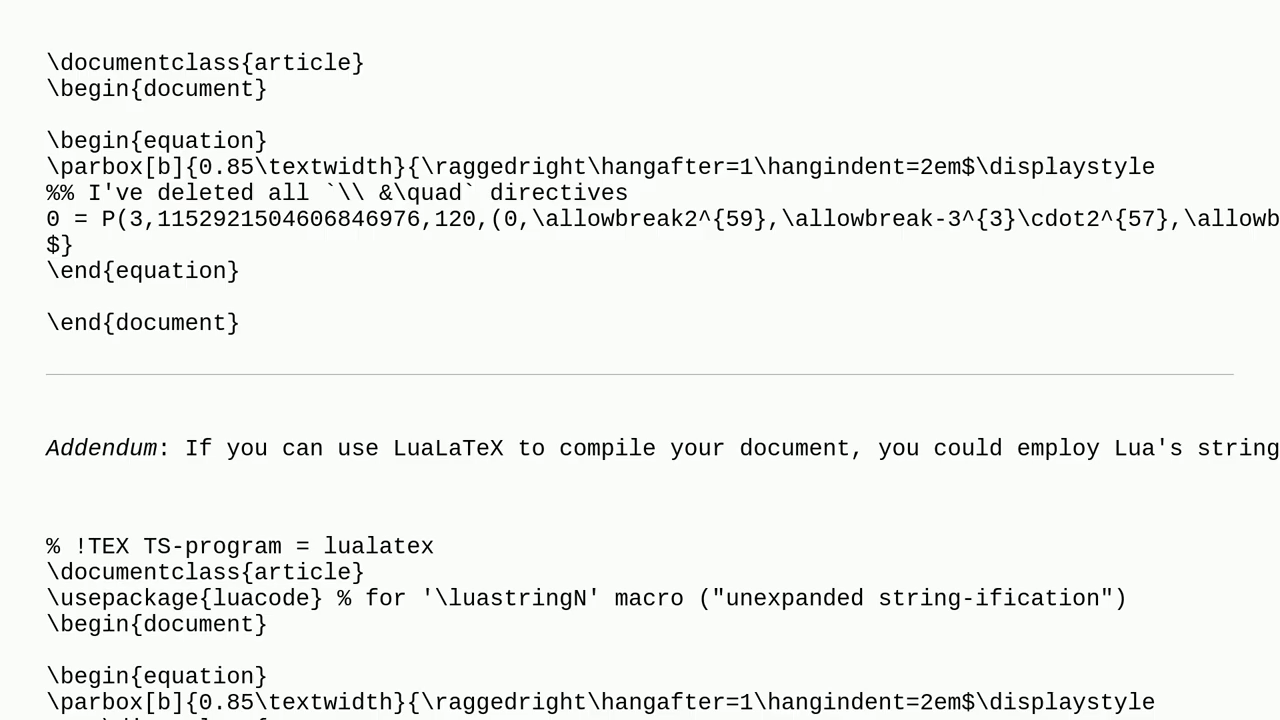 \documentclass{article}
\begin{document}
\begin{equation}
\parbox[b]{0.85\textwidth}{\raggedright\hangafter=1\hangindent=2em$\displaystyle
%% I've deleted all `\\ &\quad` directives
0 = P(3,1152921504606846976,120,(0,\allowbreak2^{59},\allowbreak-3^{3}\cdot2^{57},\allowb
$}
\end{equation}
\end{document}
Addendum: If you can use LuaLaTeX to compile your document, you could employ Lua's string
% !TEX TS-program = lualatex
\documentclass{article}
\usepackage{luacode} % for '\luastringN' macro ("unexpanded string-ification")
\begin{document}
\begin{equation}
\parbox[b]{0.85\textwidth}{\raggedright\hangafter=1\hangindent=2em$\displaystyle